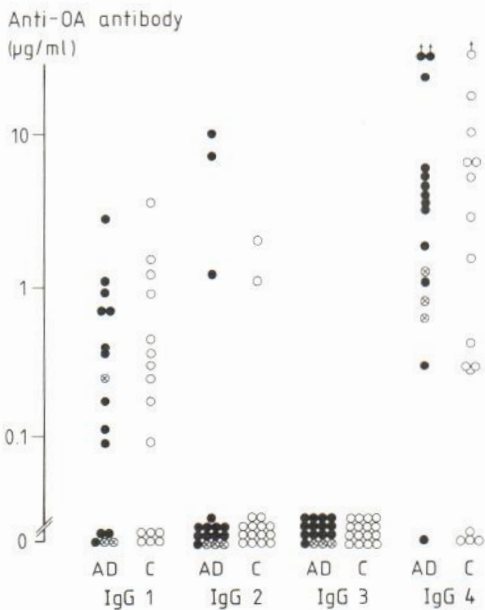 Anti-OA antibody
(µg/ml)
10
1
0.1
0
AD C AD C AD C AD C
IgG 1 IgG 2 IgG 3 IgG 4